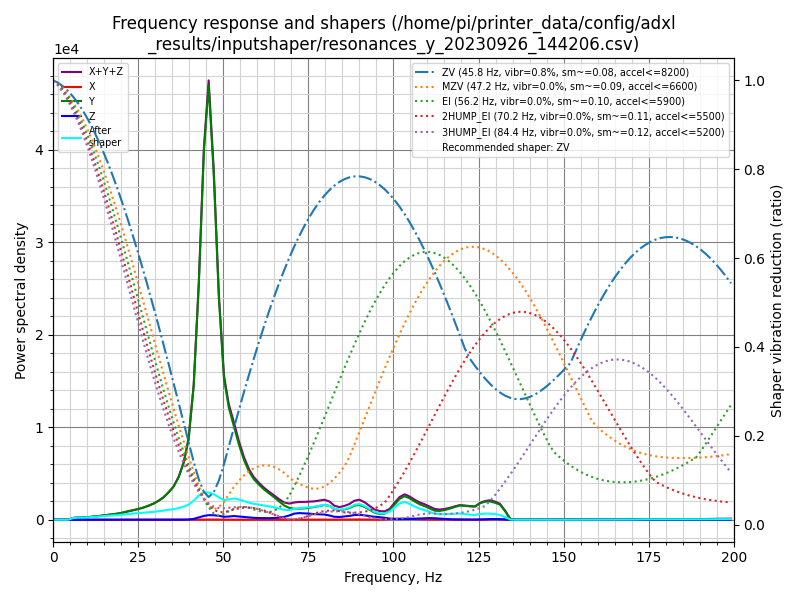 Frequency response and shapers (/home/pi/printer_data/config/adxl
_results/inputshaper/resonances_y_20230926_144206.csv)
1e4
X+Y+Z
X
Y
Z
After
shaper
ZV (45.8 Hz, vibr=0.8%, sm~=0.08, accel<=8200)
MZV (47.2 Hz, vibr=0.0%, sm~=0.09, accel<=6600)
EI (56.2 Hz, vibr=0.0%, sm~=0.10, accel<=5900)
2HUMP_EI (70.2 Hz, vibr=0.0%, sm~=0.11, accel<=5500)
3HUMP_EI (84.4 Hz, vibr=0.0%, sm~=0.12, accel<=5200)
Recommended shaper: ZV
Power spectral density
4
3
2
1
0
1.0
0.8
0.6
0.4
0.2
0.0
Shaper vibration reduction (ratio)
0 25 50 75 100 125 150 175 200
Frequency, Hz